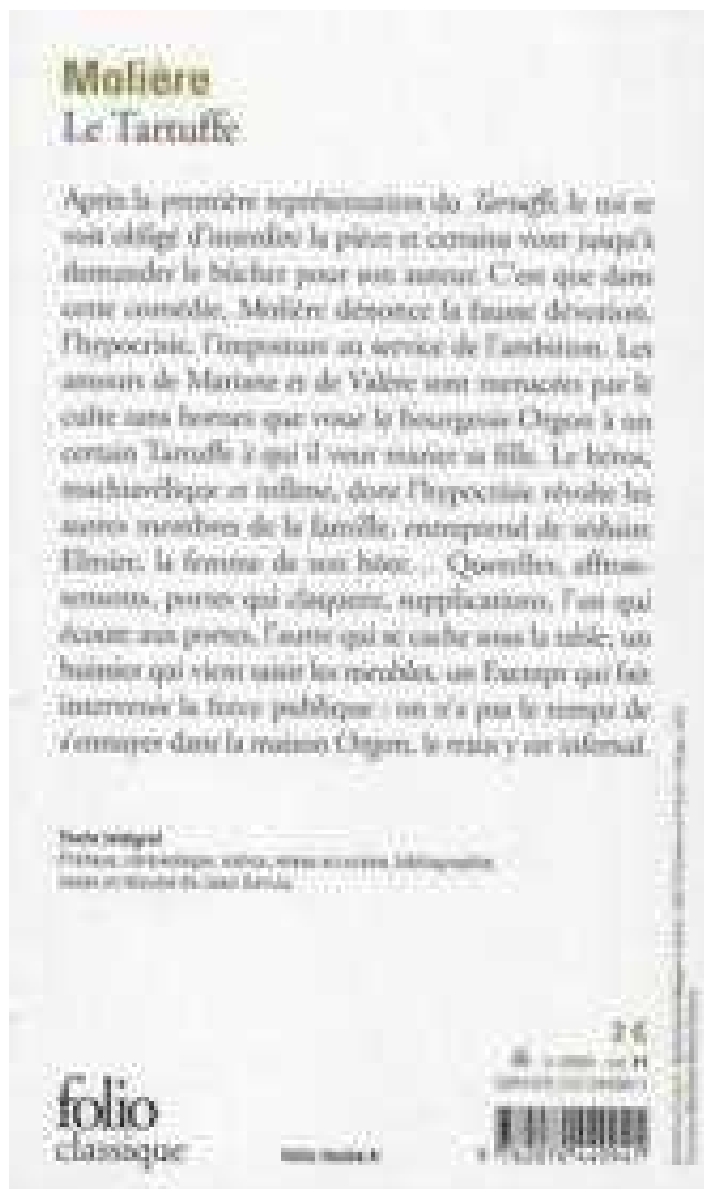 Molière
Le Tartuffe
Après la première représentation du Tartuffe, le roi se
voit obligé d'interdire la pièce et certains vont jusqu'à
demander le bûcher pour son auteur. C'est que dans
cette comédie, Molière dénonce la fausse dévotion,
l'hypocrisie, l'imposture au service de l'ambition. Les
amours de Mariane et de Valère sont menacées par le
culte sans bornes que voue le bourgeois Orgon à un
certain Tartuffe à qui il veut marier sa fille. Le héros,
machiavélique et infâme, dont l'hypocrisie révolte les
autres membres de la famille, entreprend de séduire
Elmire, la femme de son hôte... Querelles, affron-
tements, portes qui claquent, supplications, l'un qui
écoute aux portes, l'autre qui se cache sous la table, un
huissier qui vient saisir les meubles, un Exempt qui fait
intervenir la force publique : on n'a pas le temps de
s'ennuyer dans la maison Orgon, le train y est infernal.
Texte intégral
2 €
folio
classique